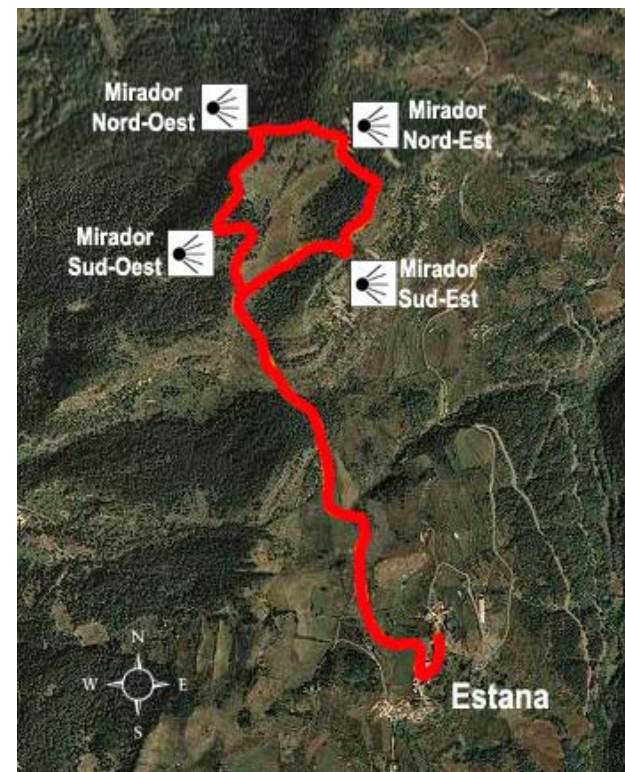 Mirador
Nord-Oest
Mirador
Nord-Est
Mirador
Sud-Oest
Mirador
Sud-Est
N
W
E
S
Estana